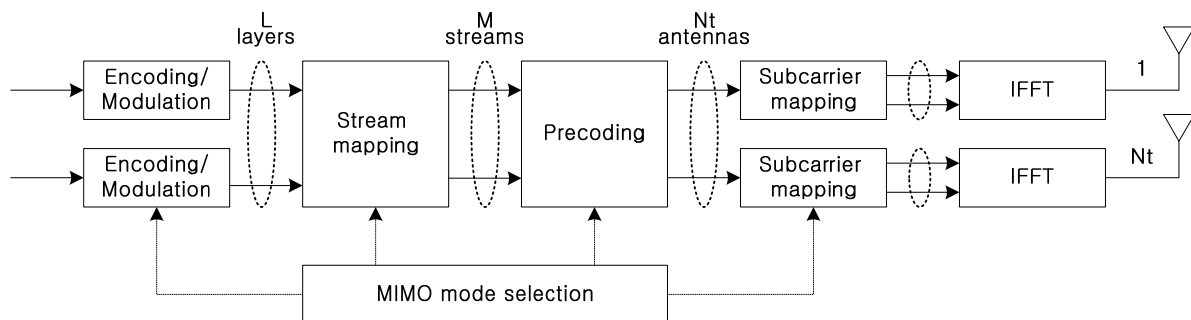 L
layers
M
streams
Nt
antennas
Encoding/
Modulation
Stream
mapping
Precoding
Subcarrier
mapping
IFFT
1
Encoding/
Modulation
Subcarrier
mapping
IFFT
Nt
MIMO mode selection